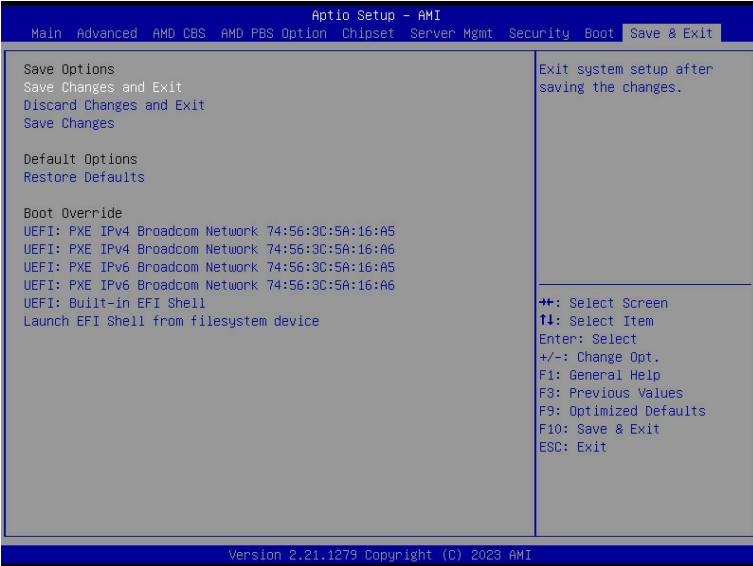 Aptio Setup - AMI
Main Advanced AMD CBS AMD PBS Option Chipset Server Mgmt Security Boot Save & Exit
Save Options
Save Changes and Exit
Discard Changes and Exit
Save Changes
Default Options
Restore Defaults
Boot Override
UEFI: PXE IPv4 Broadcom Network 74:56:3C:5A:16:A5
UEFI: PXE IPv4 Broadcom Network 74:56:3C:5A:16:A6
UEFI: PXE IPv6 Broadcom Network 74:56:3C:5A:16:A5
UEFI: PXE IPv6 Broadcom Network 74:56:3C:5A:16:A6
UEFI: Built-in EFI Shell
Launch EFI Shell from filesystem device
Exit system setup after
saving the changes.
→←: Select Screen
↑↓: Select Item
Enter: Select
+/-: Change Opt.
F1: General Help
F3: Previous Values
F9: Optimized Defaults
F10: Save & Exit
ESC: Exit
Version 2.21.1279 Copyright (C) 2023 AMI